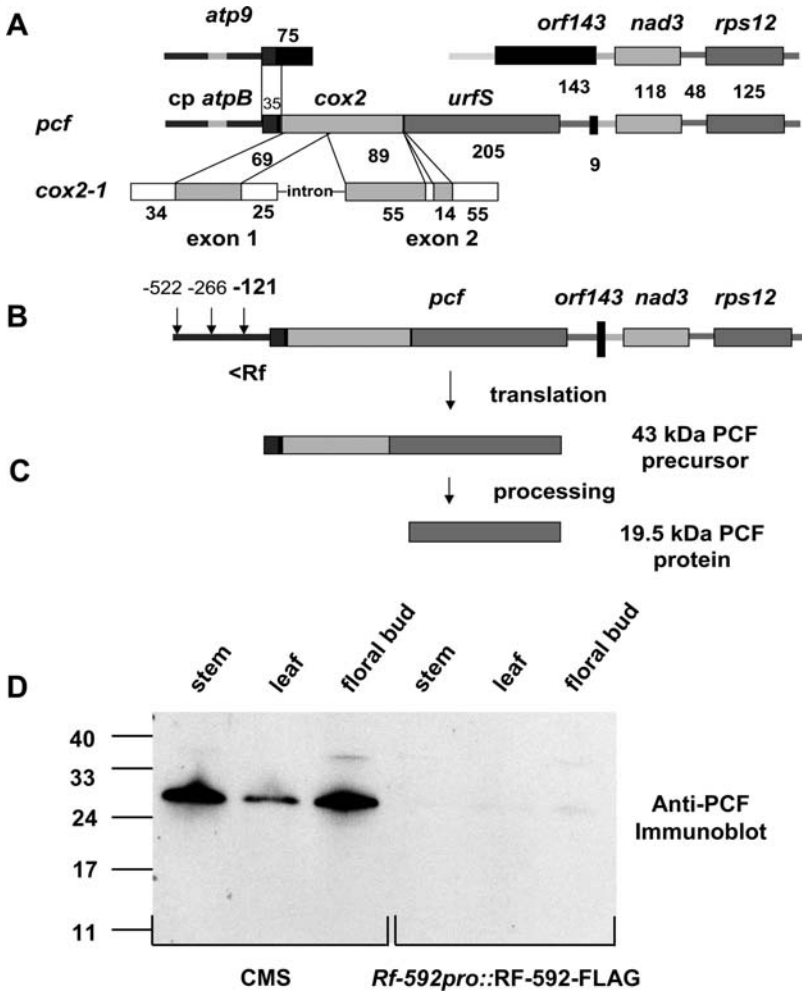 A
atp9
75
orf143 nad3 rps12
cp atpB 35 cox2 urfS 143 118 48 125
pcf
69 89 205 9
cox2-1 intron
34 25 55 14 55
exon 1 exon 2
B
-522 -266 -121 pcf orf143 nad3 rps12
<Rf
translation
C
43 kDa PCF
precursor
processing
19.5 kDa PCF
protein
D
stem leaf floral bud stem leaf floral bud
40
33
24
17
11
Anti-PCF
Immunoblot
CMS Rf-592pro::RF-592-FLAG